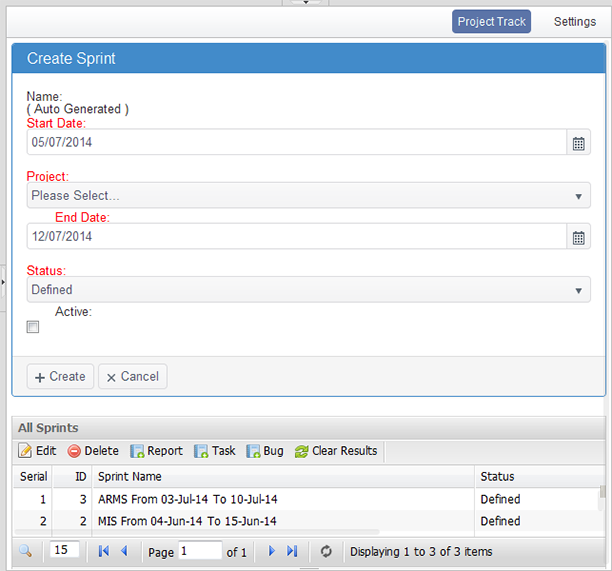 Project Track Settings
Create Sprint
Name:
( Auto Generated )
Start Date:
05/07/2014
Project:
Please Select...
End Date:
12/07/2014
Status:
Defined
Active:
Create Cancel
All Sprints
Edit Delete Report Task Bug Clear Results
Serial ID Sprint Name Status
1 3 ARMS From 03-Jul-14 To 10-Jul-14 Defined
2 2 MIS From 04-Jun-14 To 15-Jun-14 Defined
15 Page 1 of 1 Displaying 1 to 3 of 3 items